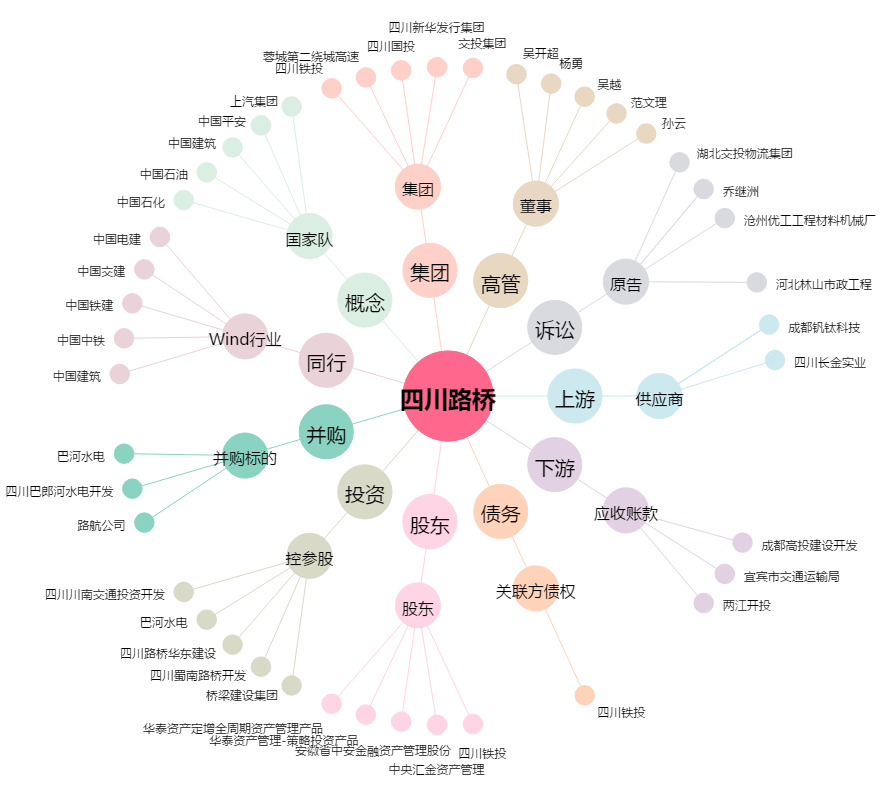 四川新华发行集团
四川国投
交投集团
蓉城第二绕城高速
四川铁投
集团
集团
吴开超
杨勇
吴越
范文理
孙云
董事
高管
湖北交投物流集团
乔继洲
沧州优工工程材料机械厂
河北林山市政工程
原告
诉讼
成都钒钛科技
四川长金实业
供应商
上游
下游
应收账款
成都高投建设开发
宜宾市交通运输局
两江开投
债务
关联方债权
四川铁投
股东
股东
华泰资产定增全周期资产管理产品
华泰资产管理-策略投资产品
安徽省中安金融资产管理股份
中央汇金资产管理
四川铁投
投资
控参股
四川川南交通投资开发
巴河水电
四川路桥华东建设
四川蜀南路桥开发
桥梁建设集团
并购
并购标的
巴河水电
四川巴郎河水电开发
路航公司
同行
Wind行业
中国电建
中国交建
中国铁建
中国中铁
中国建筑
概念
国家队
上汽集团
中国平安
中国建筑
中国石油
中国石化
四川路桥